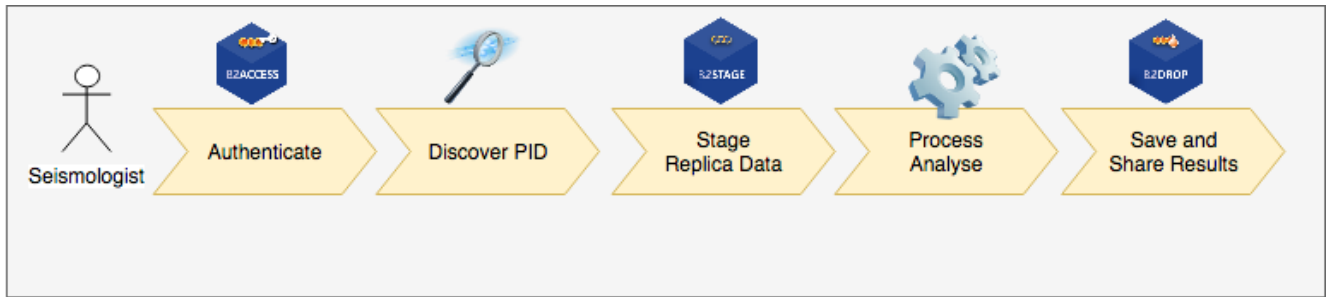 B2ACCESS
B2STAGE
B2DROP
Seismologist
Authenticate
Discover PID
Stage
Replica Data
Process
Analyse
Save and
Share Results